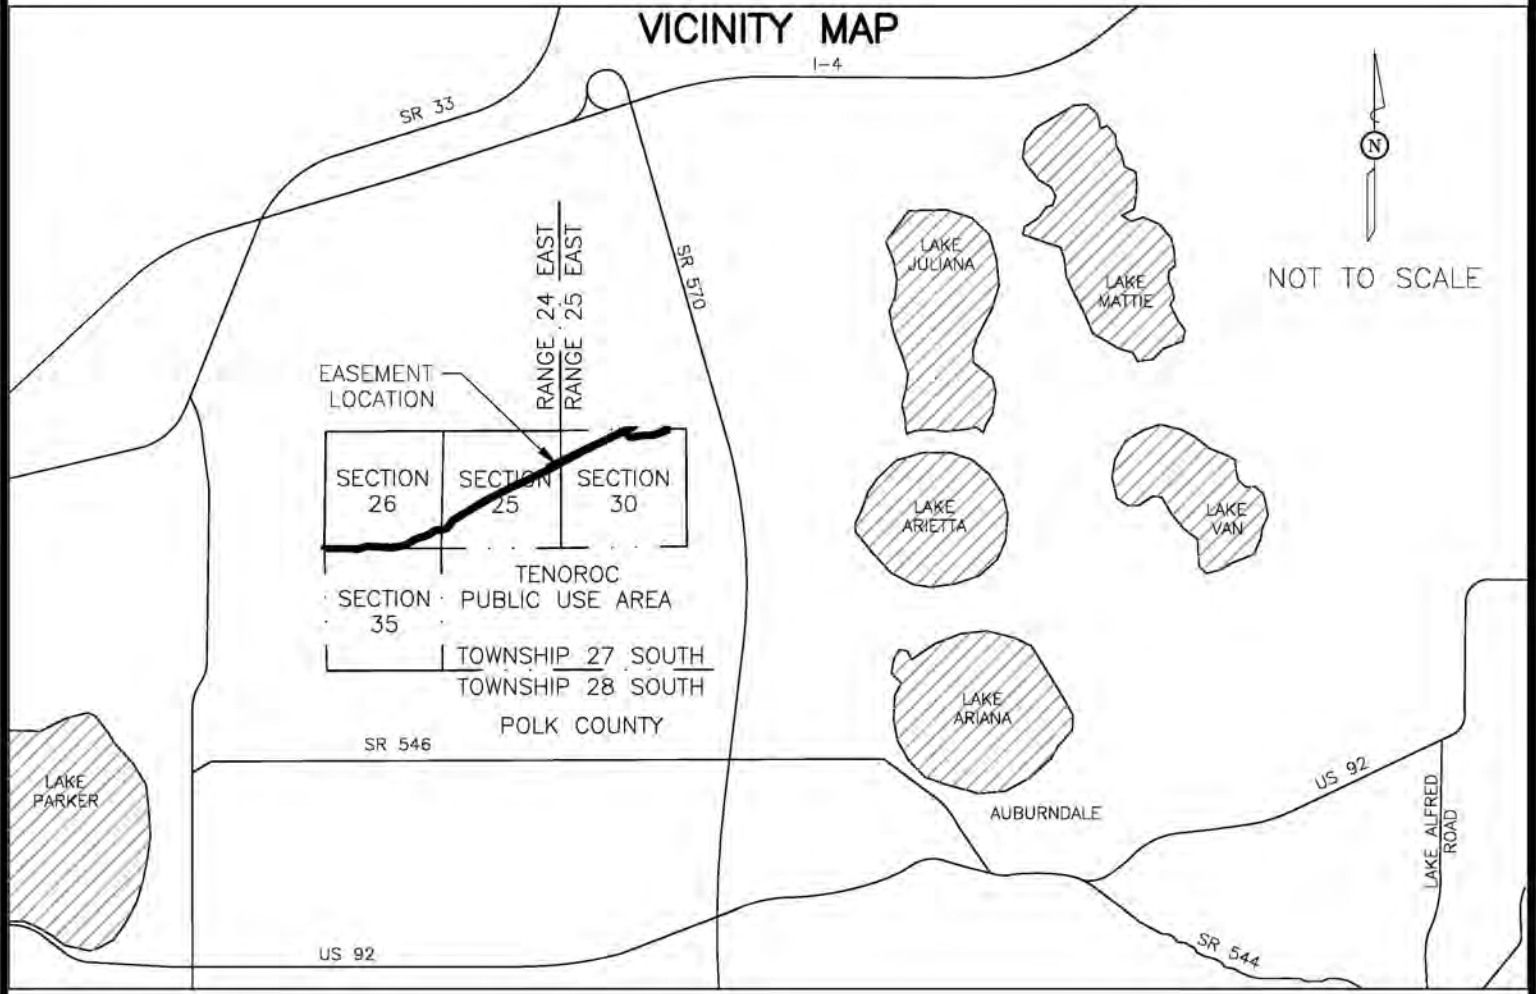 VICINITY MAP
I-4
SR 33
N
NOT TO SCALE
RANGE 24 EAST
RANGE 25 EAST
SR 570
LAKE
JULIANA
LAKE
MATTIE
EASEMENT
LOCATION
SECTION
26
SECTION
25
SECTION
30
LAKE
ARIETTA
LAKE
VAN
TENOROC
PUBLIC USE AREA
SECTION
35
TOWNSHIP 27 SOUTH
TOWNSHIP 28 SOUTH
POLK COUNTY
LAKE
ARIANA
SR 546
LAKE
PARKER
AUBURNDALE
US 92
LAKE ALFRED
ROAD
US 92
SR 544